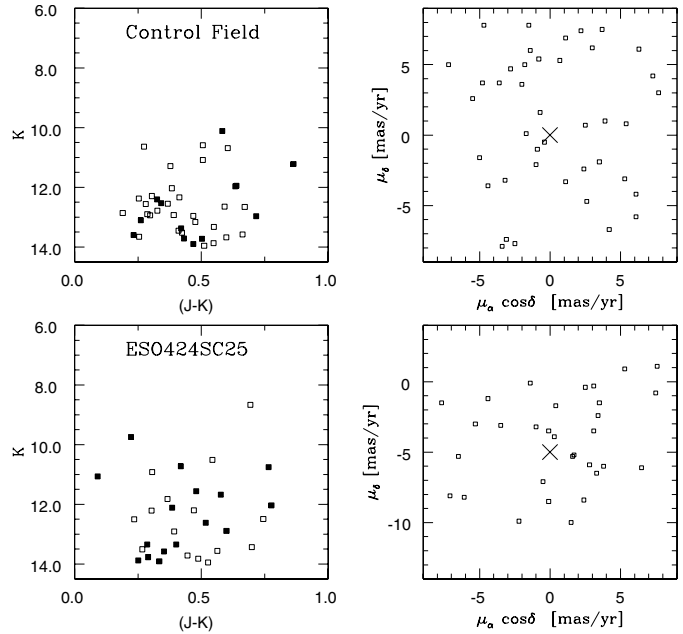 Control Field
6.0
8.0
10.0
12.0
14.0
K
0.0
0.5
1.0
(J-K)
5
0
-5
μδ [mas/yr]
-5
0
5
μα cosδ [mas/yr]
ESO424SC25
6.0
8.0
10.0
12.0
14.0
K
0.0
0.5
1.0
(J-K)
0
-5
-10
μδ [mas/yr]
-5
0
5
μα cosδ [mas/yr]